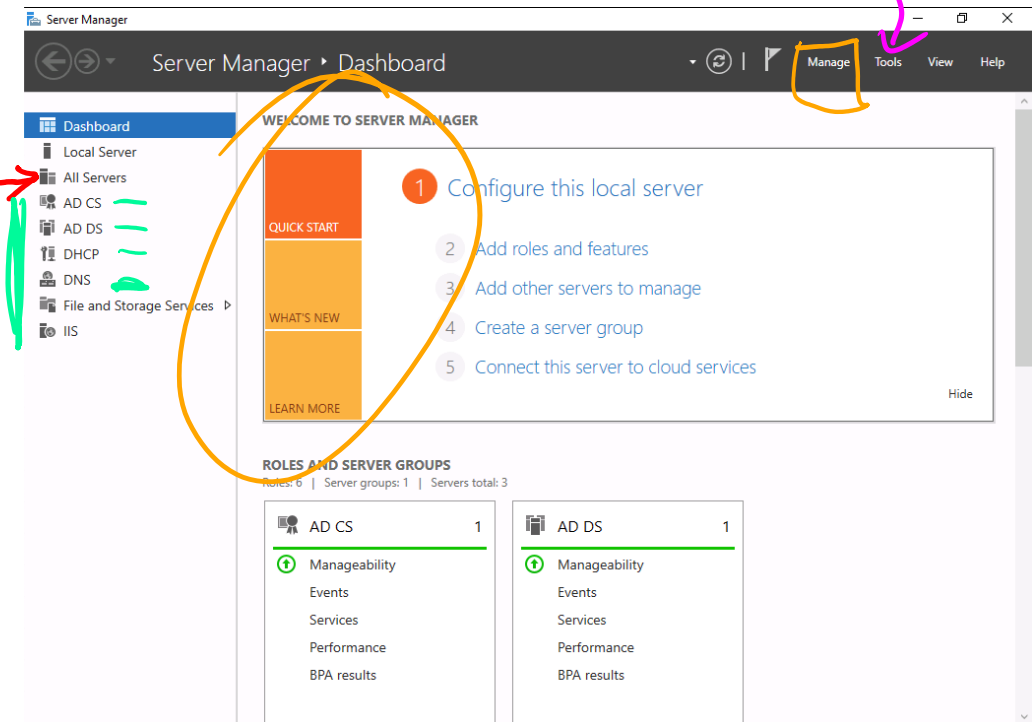 Server Manager
Server Manager • Dashboard
Manage Tools View Help
Dashboard
Local Server
All Servers
AD CS
AD DS
DHCP
DNS
File and Storage Services
IIS
WELCOME TO SERVER MANAGER
QUICK START
WHAT'S NEW
LEARN MORE
1 Configure this local server
2 Add roles and features
3 Add other servers to manage
4 Create a server group
5 Connect this server to cloud services
Hide
ROLES AND SERVER GROUPS
Roles: 6 | Server groups: 1 | Servers total: 3
AD CS 1
Manageability
Events
Services
Performance
BPA results
AD DS 1
Manageability
Events
Services
Performance
BPA results